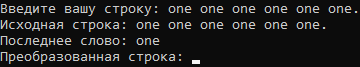 Введите вашу строку: one one one one one one.
Исходная строка: one one one one one one.
Последнее слово: one
Преобразованная строка: